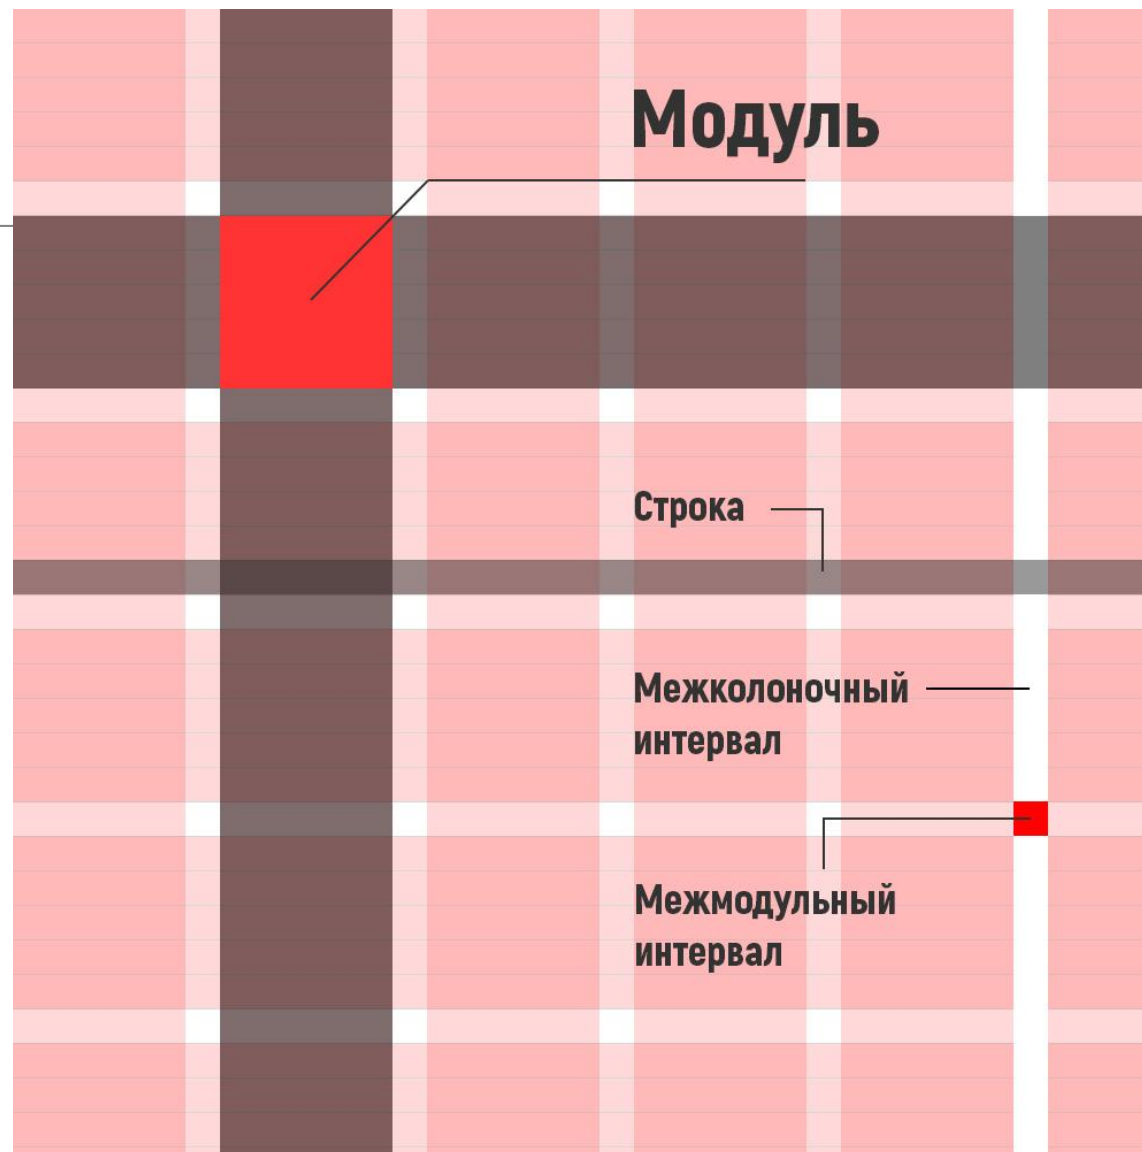 Модуль
Строка
Межколоночный
интервал
Межмодульный
интервал